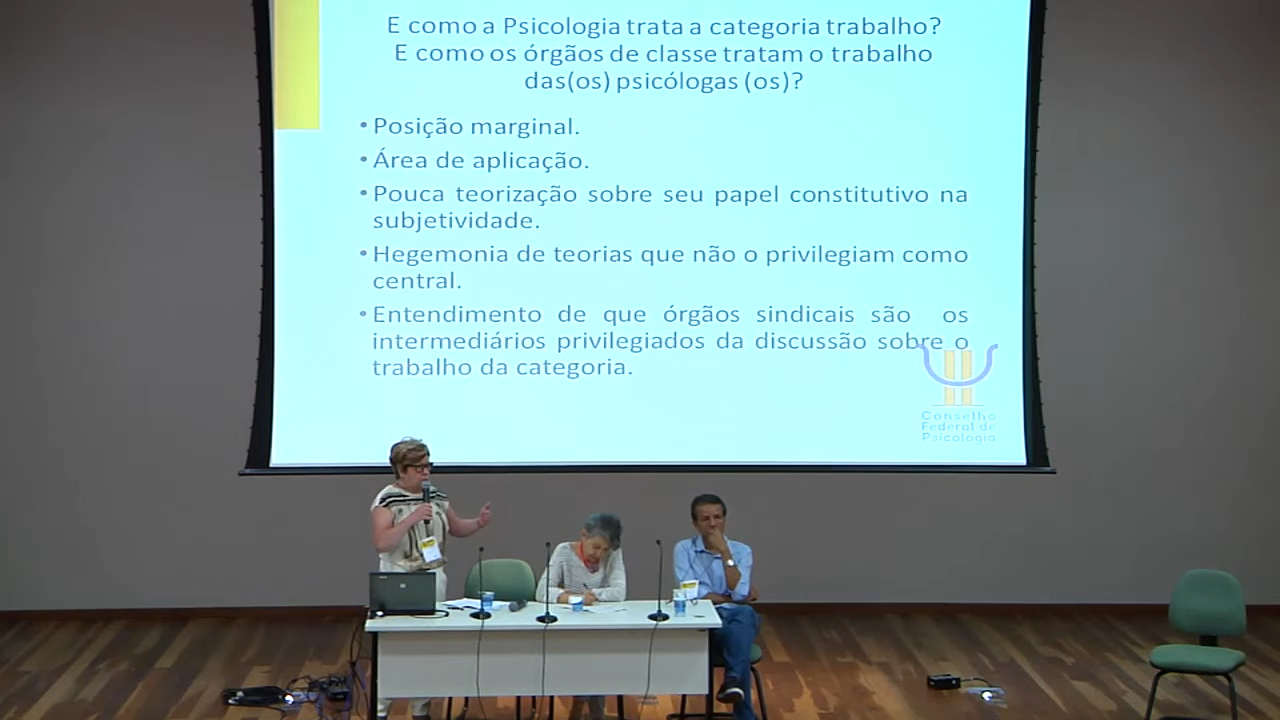 E como a Psicologia trata a categoria trabalho?
E como os órgãos de classe tratam o trabalho
das(os) psicólogas (os)?
• Posição marginal.
• Área de aplicação.
• Pouca teorização sobre seu papel constitutivo na
subjetividade.
• Hegemonia de teorias que não o privilegiam como
central.
• Entendimento de que órgãos sindicais são os
intermediários privilegiados da discussão sobre o
trabalho da categoria.
Conselho
Federal de
Psicologia